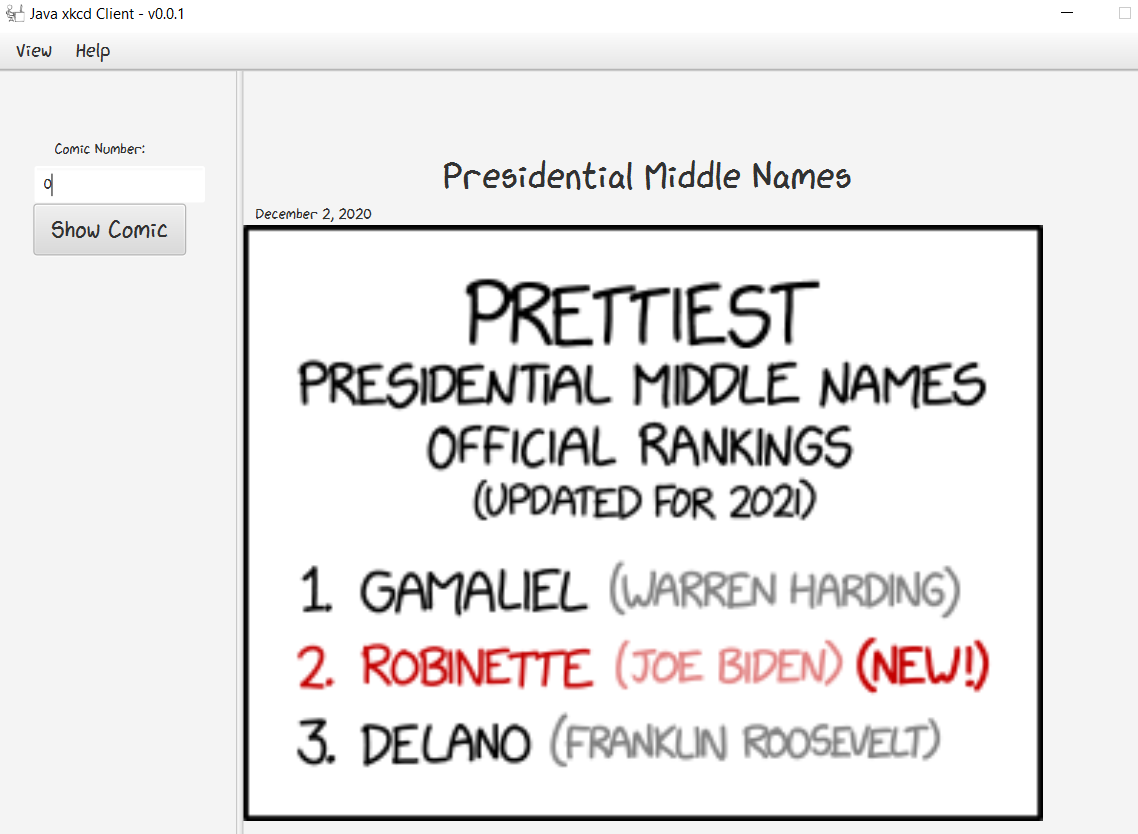 Java xkcd Client - v0.0.1
View Help
Comic Number:
0
Show Comic
Presidential Middle Names
December 2, 2020
PRETTIEST
PRESIDENTIAL MIDDLE NAMES
OFFICIAL RANKINGS
(UPDATED FOR 2021)
1. GAMALIEL (WARREN HARDING)
2. ROBINETTE (JOE BIDEN) (NEW!)
3. DELANO (FRANKLIN ROOSEVELT)